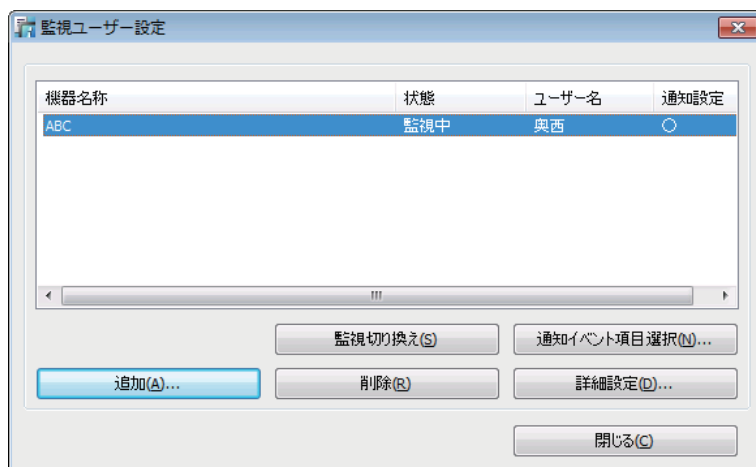 監視ユーザー設定
機器名称 状態 ユーザー名 通知設定
ABC 監視中 奥西 ○
監視切り換え(S) 通知イベント項目選択(N)...
追加(A)... 削除(R) 詳細設定(D)...
閉じる(C)